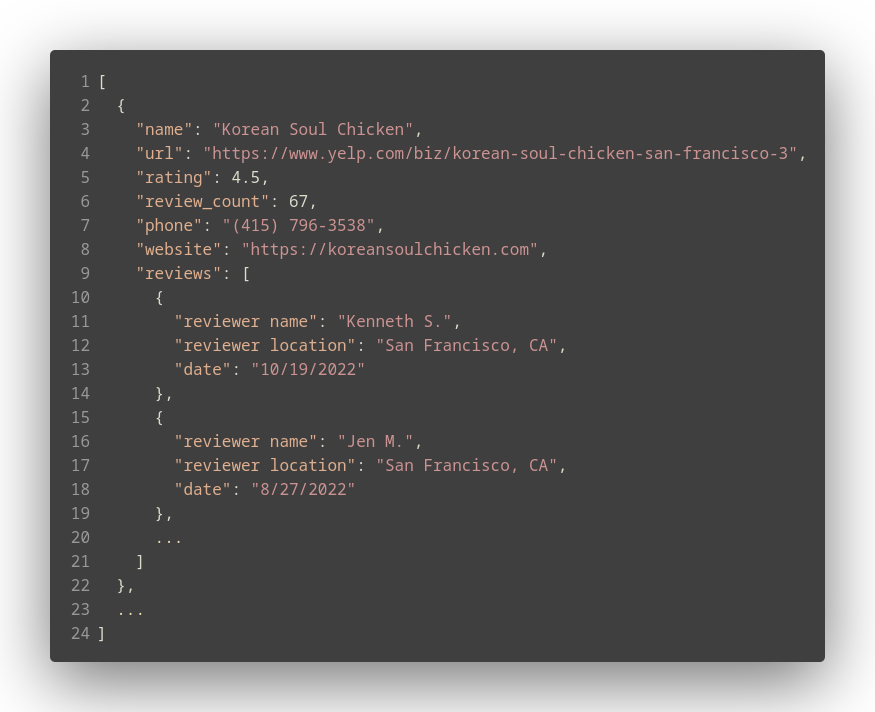 1 [
2   {
3     "name": "Korean Soul Chicken",
4     "url": "https://www.yelp.com/biz/korean-soul-chicken-san-francisco-3",
5     "rating": 4.5,
6     "review_count": 67,
7     "phone": "(415) 796-3538",
8     "website": "https://koreansoulchicken.com",
9     "reviews": [
10       {
11         "reviewer name": "Kenneth S.",
12         "reviewer location": "San Francisco, CA",
13         "date": "10/19/2022"
14       },
15       {
16         "reviewer name": "Jen M.",
17         "reviewer location": "San Francisco, CA",
18         "date": "8/27/2022"
19       },
20       ...
21     ]
22   },
23   ...
24 ]